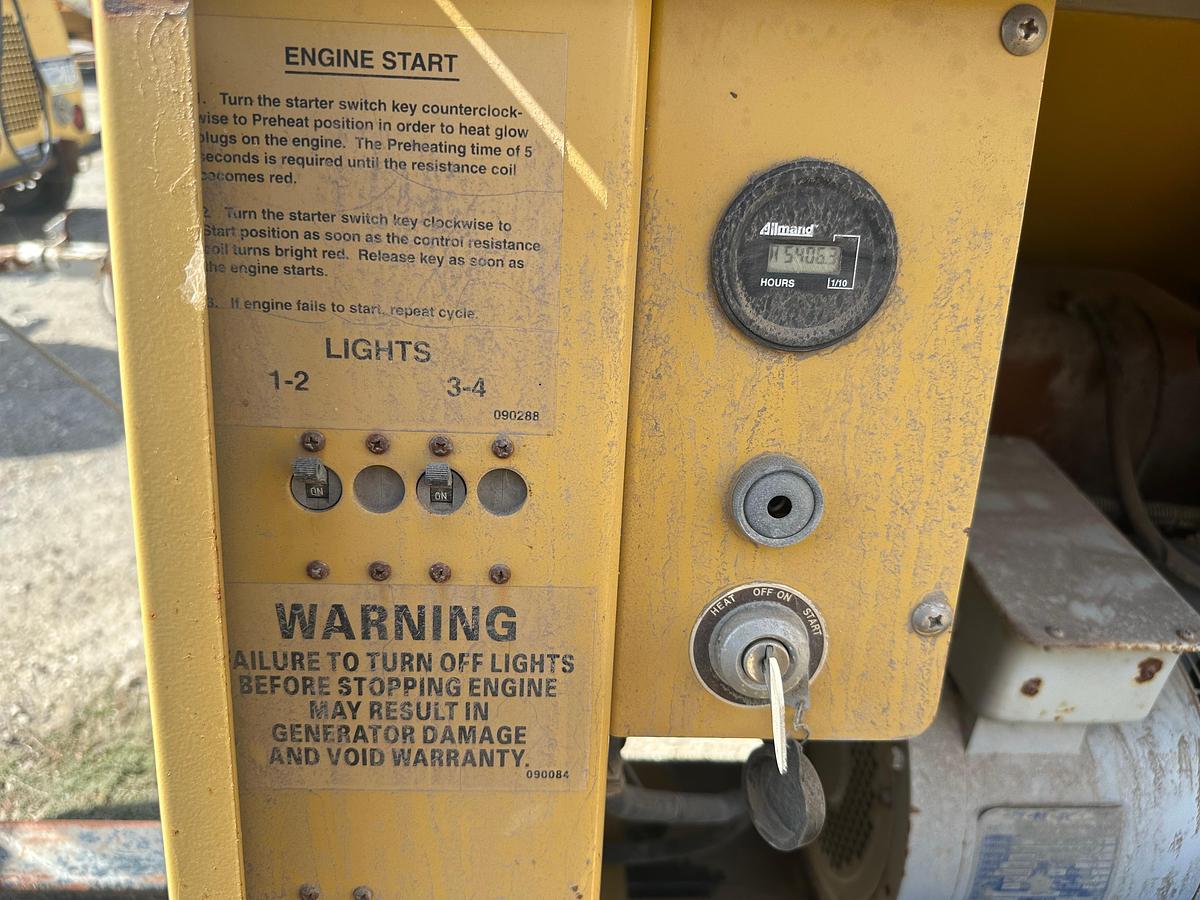 ENGINE START
1. Turn the starter switch key counterclock-
wise to Preheat position in order to heat glow
plugs on the engine. The Preheating time of 5
seconds is required until the resistance coil
becomes red.
2. Turn the starter switch key clockwise to
Start position as soon as the control resistance
coil turns bright red. Release key as soon as
the engine starts.
3. If engine fails to start, repeat cycle.
LIGHTS
1-2 3-4
090288
ON ON
WARNING
FAILURE TO TURN OFF LIGHTS
BEFORE STOPPING ENGINE
MAY RESULT IN
GENERATOR DAMAGE
AND VOID WARRANTY.
090084
Allmand
5406.3
HOURS 1/10
HEAT OFF ON START